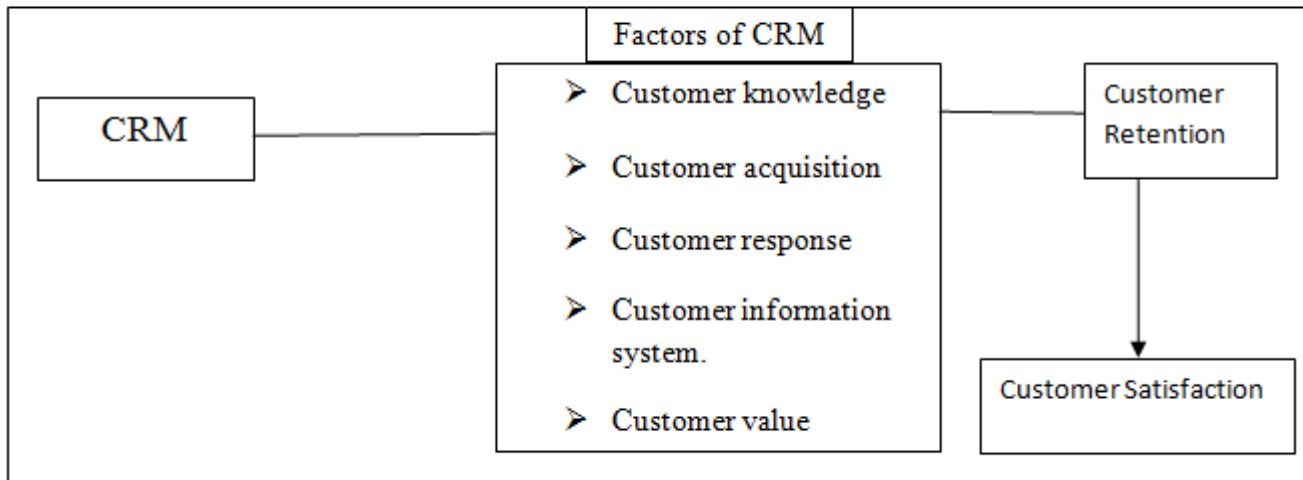 Factors of CRM
CRM
➢ Customer knowledge
➢ Customer acquisition
➢ Customer response
➢ Customer information
system.
➢ Customer value
Customer
Retention
Customer Satisfaction